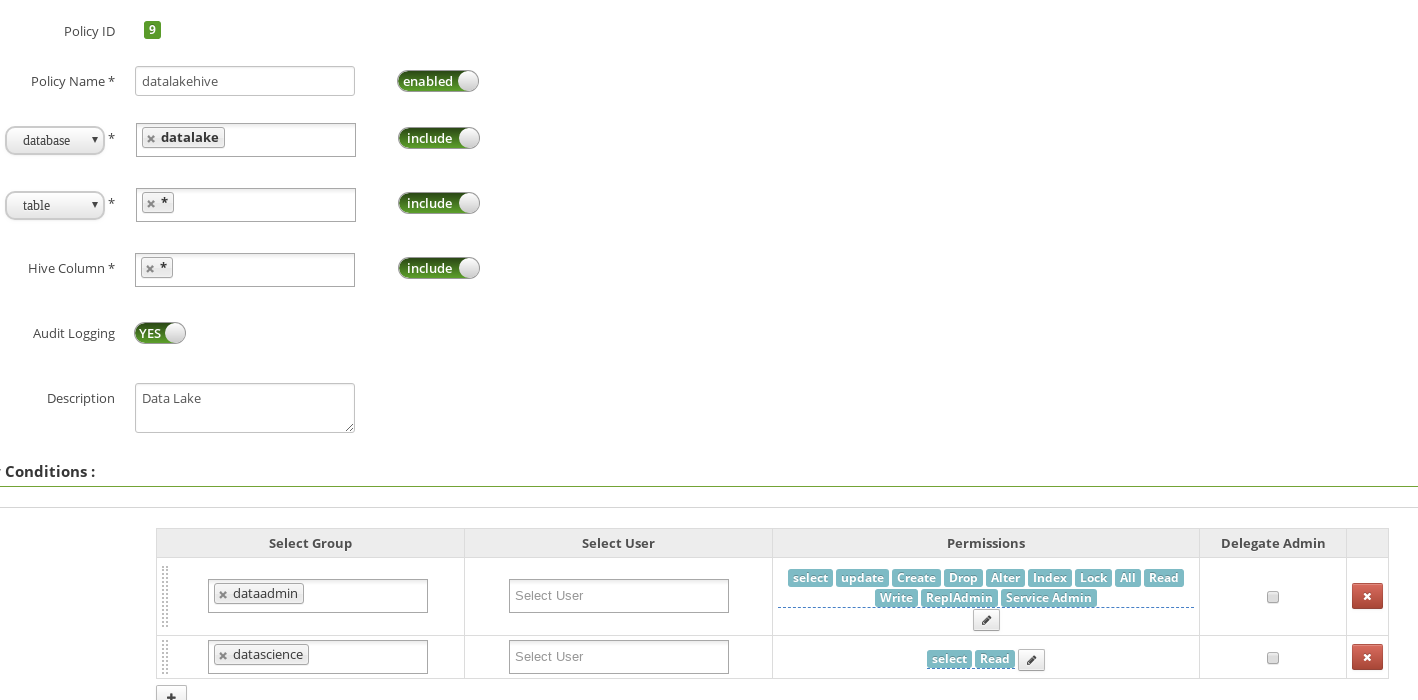 Policy ID 9
Policy Name * datalakehive enabled
database * datalake include
table * * include
Hive Column * * include
Audit Logging YES
Description Data Lake
Conditions :
Select Group Select User Permissions Delegate Admin
dataadmin Select User select update Create Drop Alter Index Lock All Read
Write ReplAdmin Service Admin
datascience Select User select Read